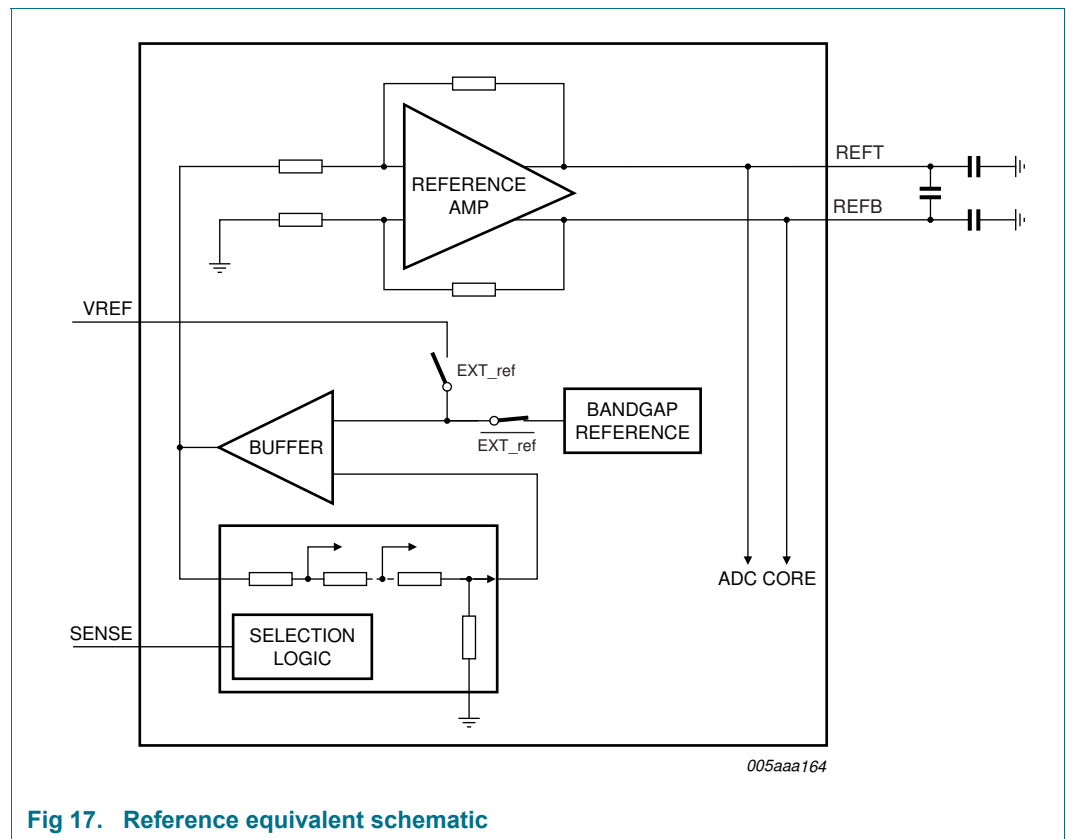 REFERENCE
AMP
REFT
REFB
VREF
EXT_ref
BUFFER
EXT_ref
BANDGAP
REFERENCE
ADC CORE
SENSE
SELECTION
LOGIC
005aaa164
Fig 17. Reference equivalent schematic